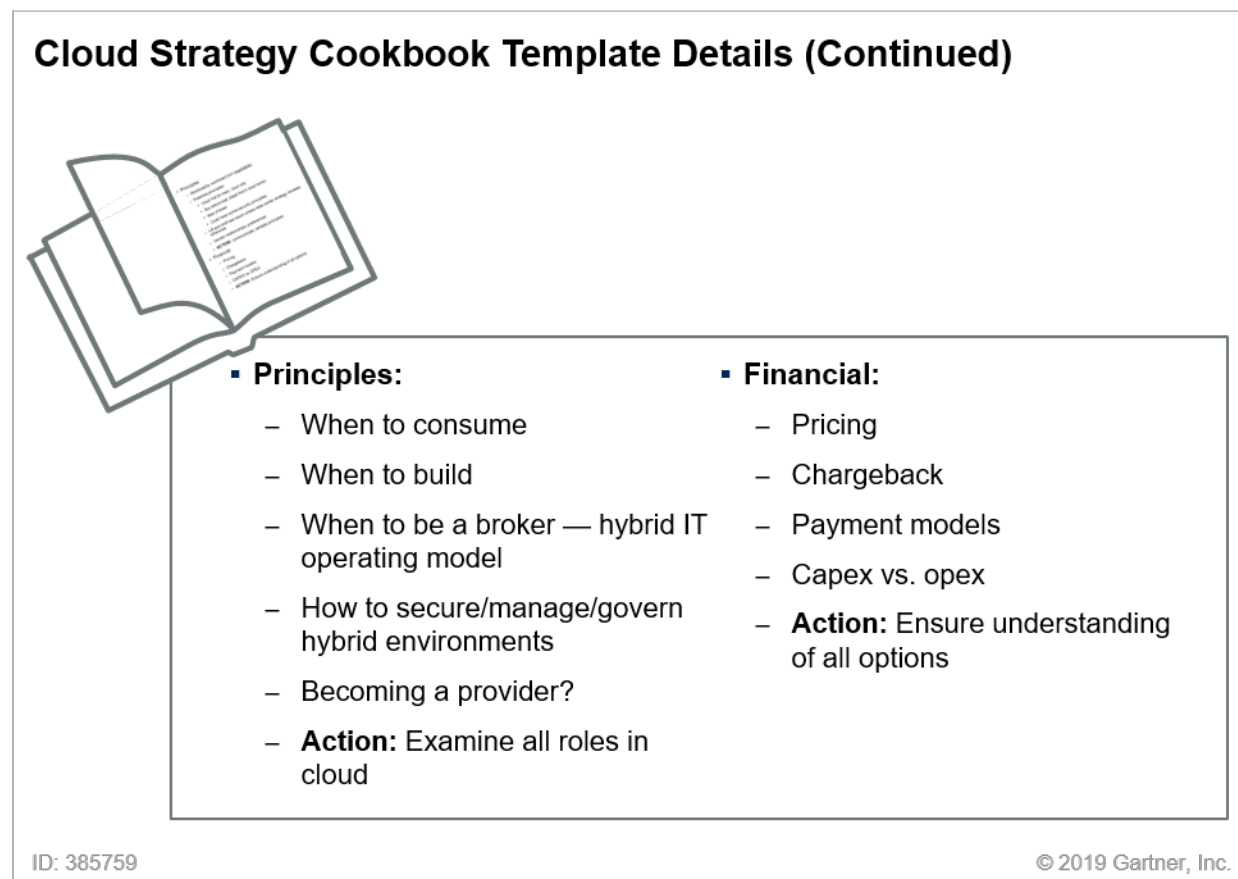 Cloud Strategy Cookbook Template Details (Continued)
▪ Principles:
– When to consume
– When to build
– When to be a broker — hybrid IT
operating model
– How to secure/manage/govern
hybrid environments
– Becoming a provider?
– Action: Examine all roles in
cloud
▪ Financial:
– Pricing
– Chargeback
– Payment models
– Capex vs. opex
– Action: Ensure understanding
of all options
ID: 385759
© 2019 Gartner, Inc.